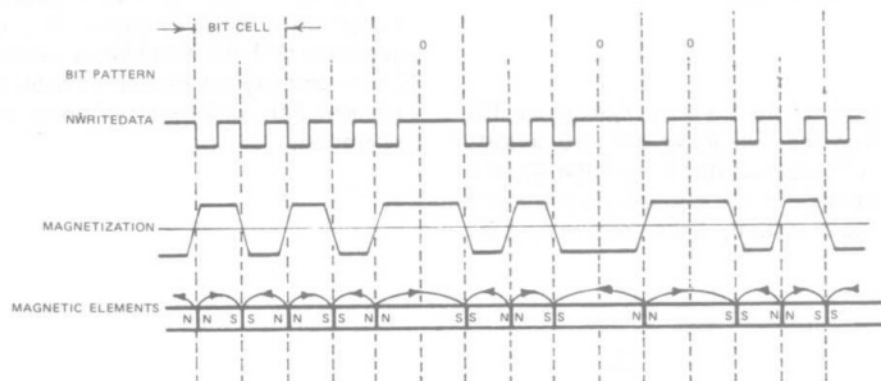 BIT CELL
0 0 0
BIT PATTERN
NWRITEDATA
MAGNETIZATION
MAGNETIC ELEMENTS
N N S S N N S S N N S S N N S S N N S S N N S S